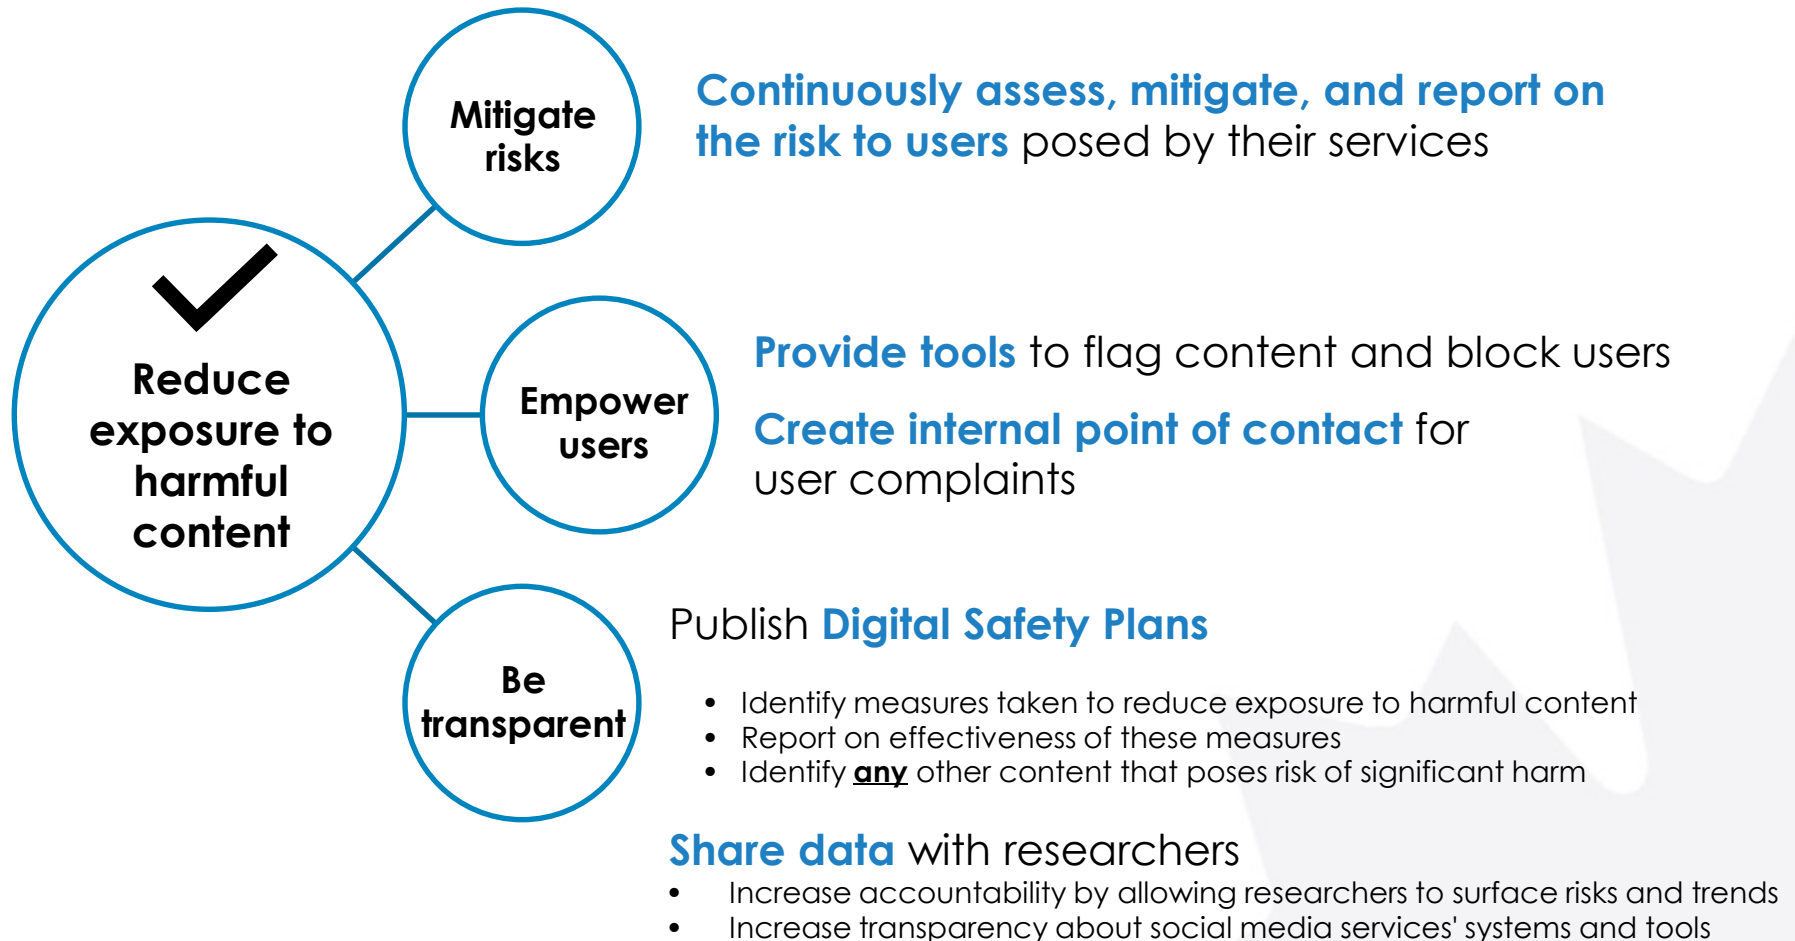 Mitigate
risks
Continuously assess, mitigate, and report on
the risk to users posed by their services
Reduce
exposure to
harmful
content
Empower
users
Provide tools to flag content and block users
Create internal point of contact for
user complaints
Be
transparent
Publish Digital Safety Plans
• Identify measures taken to reduce exposure to harmful content
• Report on effectiveness of these measures
• Identify any other content that poses risk of significant harm
Share data with researchers
• Increase accountability by allowing researchers to surface risks and trends
• Increase transparency about social media services' systems and tools